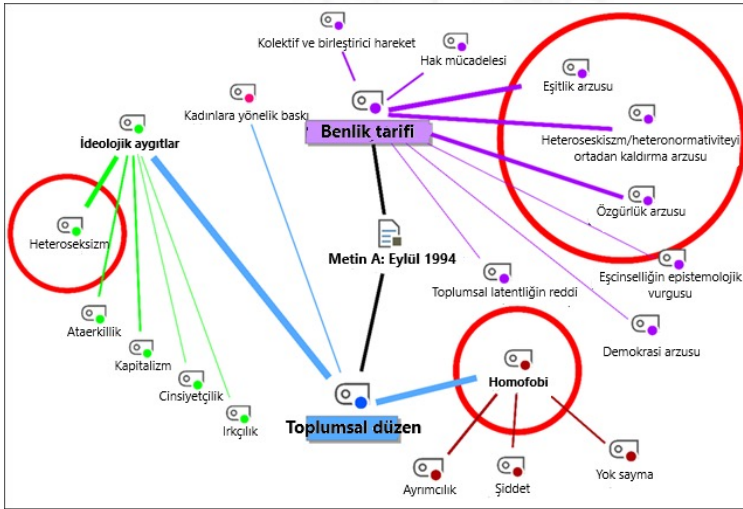 Kolektif ve birleştirici hareket
Hak mücadelesi
Eşitlik arzusu
Kadınlara yönelik baskı
Benlik tarifi
Heteroseskiszm/heteronormativiteyi
ortadan kaldırma arzusu
İdeolojik aygıtlar
Özgürlük arzusu
Heteroseksizm
Metin A: Eylül 1994
Eşcinselliğin epistemolojik
vurgusu
Toplumsal latentliğin reddi
Ataerkillik
Demokrasi arzusu
Kapitalizm
Homofobi
Cinsiyetçilik
Irkçılık
Toplumsal düzen
Ayrımcılık
Şiddet
Yok sayma